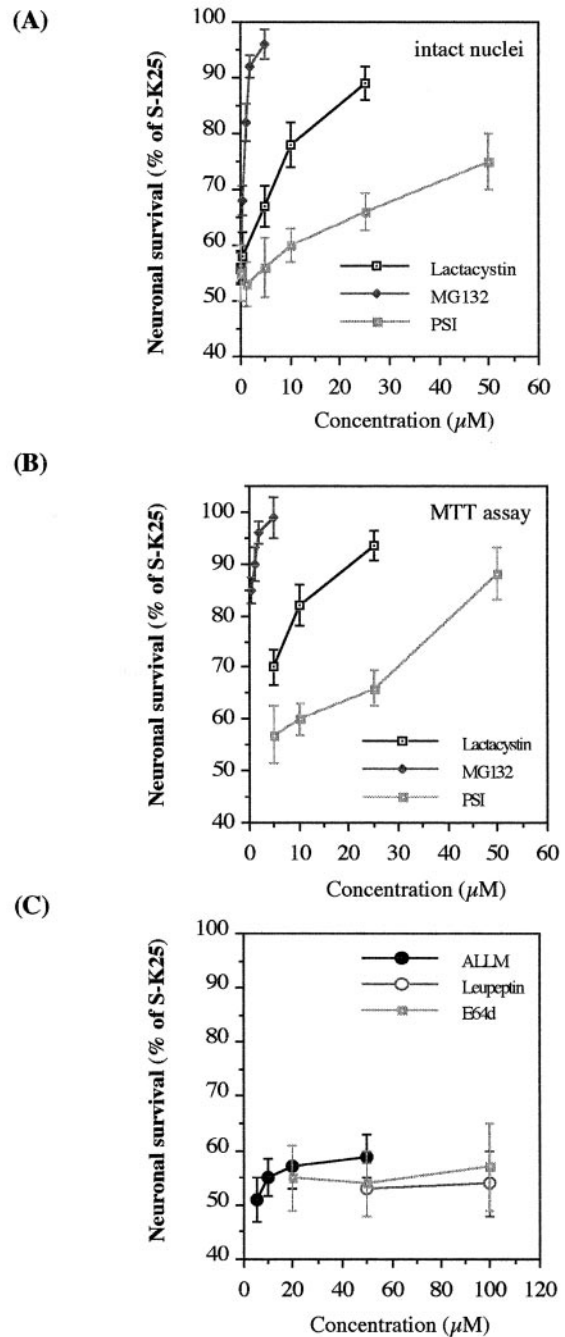 (A)
Neuronal survival (% of S-K25)
100
90
80
70
60
50
40
intact nuclei
Lactacystin
MG132
PSI
0 10 20 30 40 50 60
Concentration (µM)
(B)
Neuronal survival (% of S-K25)
100
90
80
70
60
50
40
MTT assay
Lactacystin
MG132
PSI
0 10 20 30 40 50 60
Concentration (µM)
(C)
Neuronal survival (% of S-K25)
100
90
80
70
60
50
40
ALLM
Leupeptin
E64d
0 20 40 60 80 100 120
Concentration (µM)